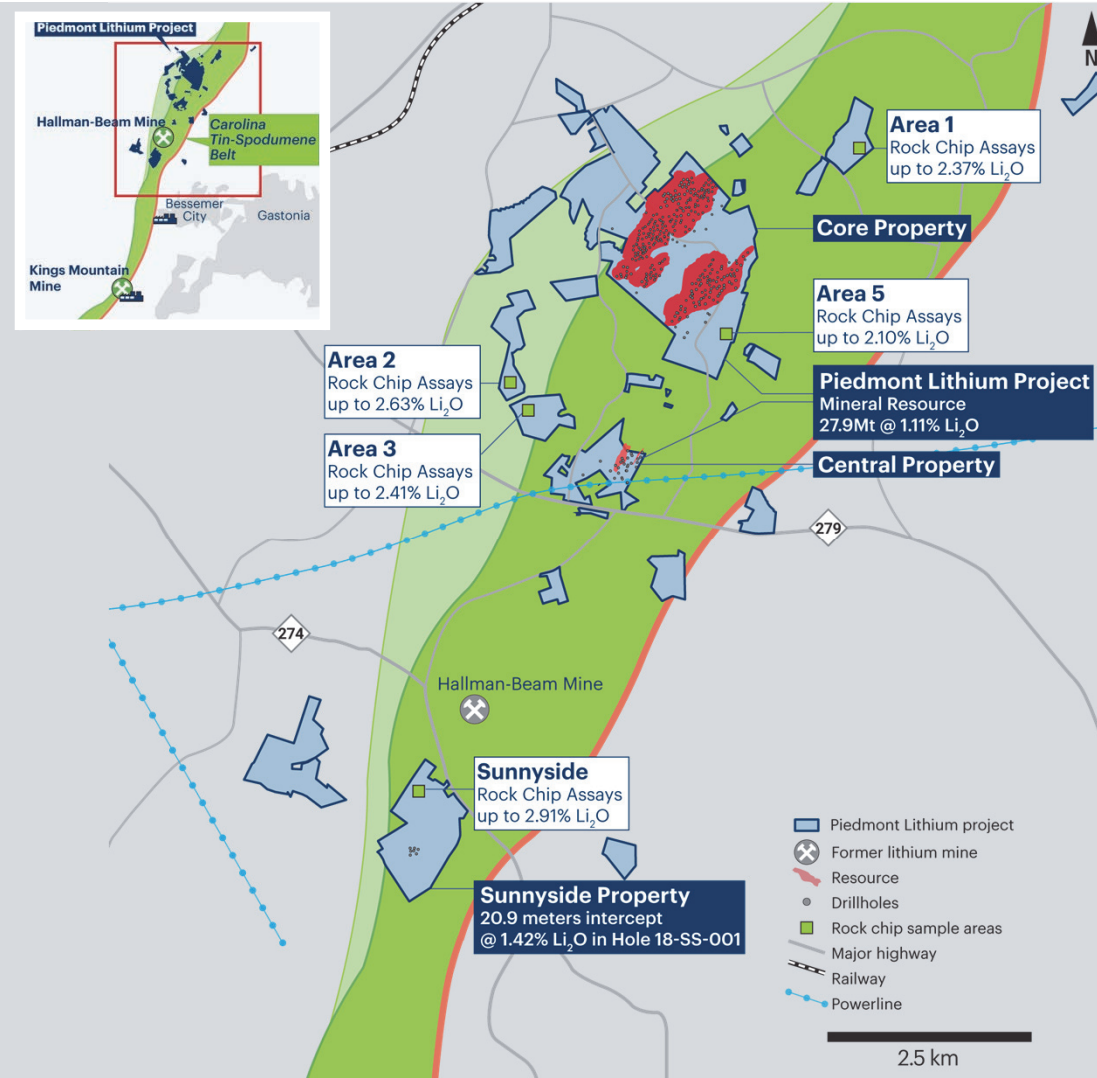 Piedmont Lithium Project
Hallman-Beam Mine
Carolina
Tin-Spodumene
Belt
Bessemer
City
Gastonia
Kings Mountain
Mine
N
Area 1
Rock Chip Assays
up to 2.37% Li₂O
Core Property
Area 5
Rock Chip Assays
up to 2.10% Li₂O
Area 2
Rock Chip Assays
up to 2.63% Li₂O
Piedmont Lithium Project
Mineral Resource
27.9Mt @ 1.11% Li₂O
Area 3
Rock Chip Assays
up to 2.41% Li₂O
Central Property
279
274
Hallman-Beam Mine
Sunnyside
Rock Chip Assays
up to 2.91% Li₂O
Sunnyside Property
20.9 meters intercept
@ 1.42% Li₂O in Hole 18-SS-001
Piedmont Lithium project
Former lithium mine
Resource
Drillholes
Rock chip sample areas
Major highway
Railway
Powerline
2.5 km